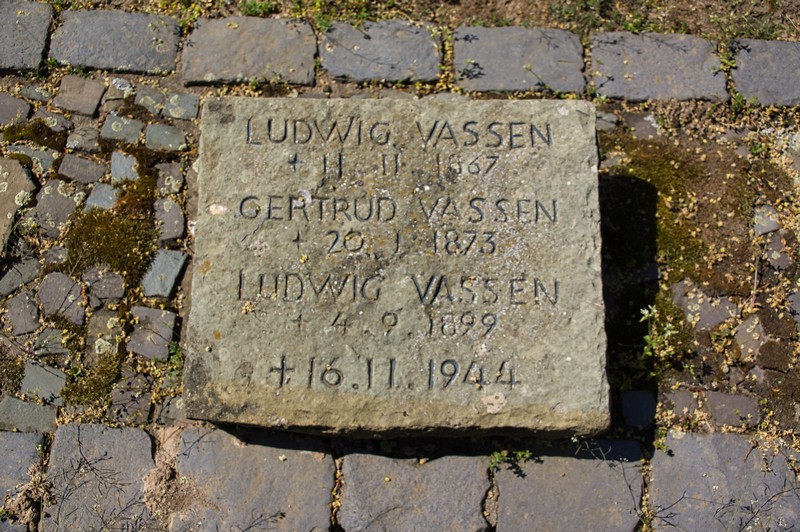 LUDWIG VASSEN
+ 11. 11. 1867
GERTRUD VASSEN
+ 20. 1. 1873
LUDWIG VASSEN
+ 4. 9. 1899
+ 16. 11. 1944